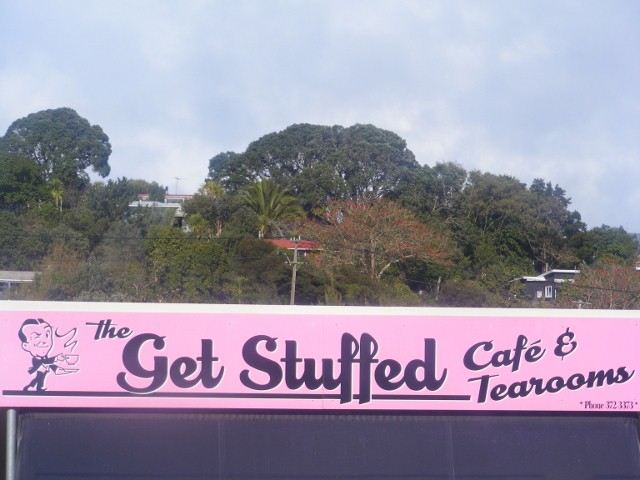 The Get Stuffed Café &
Tearooms
* Phone 372 3373 *